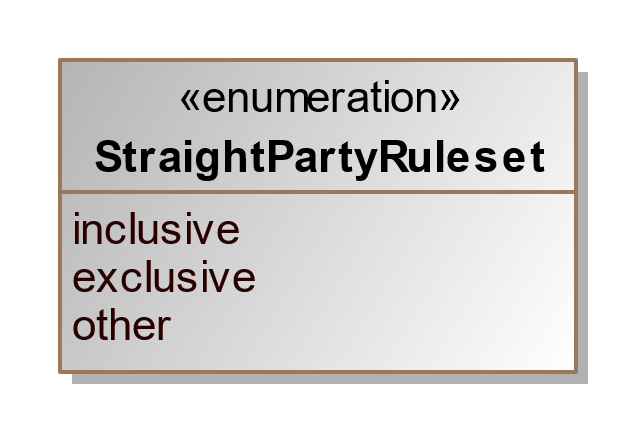 «enumeration»
StraightPartyRuleset
inclusive
exclusive
other